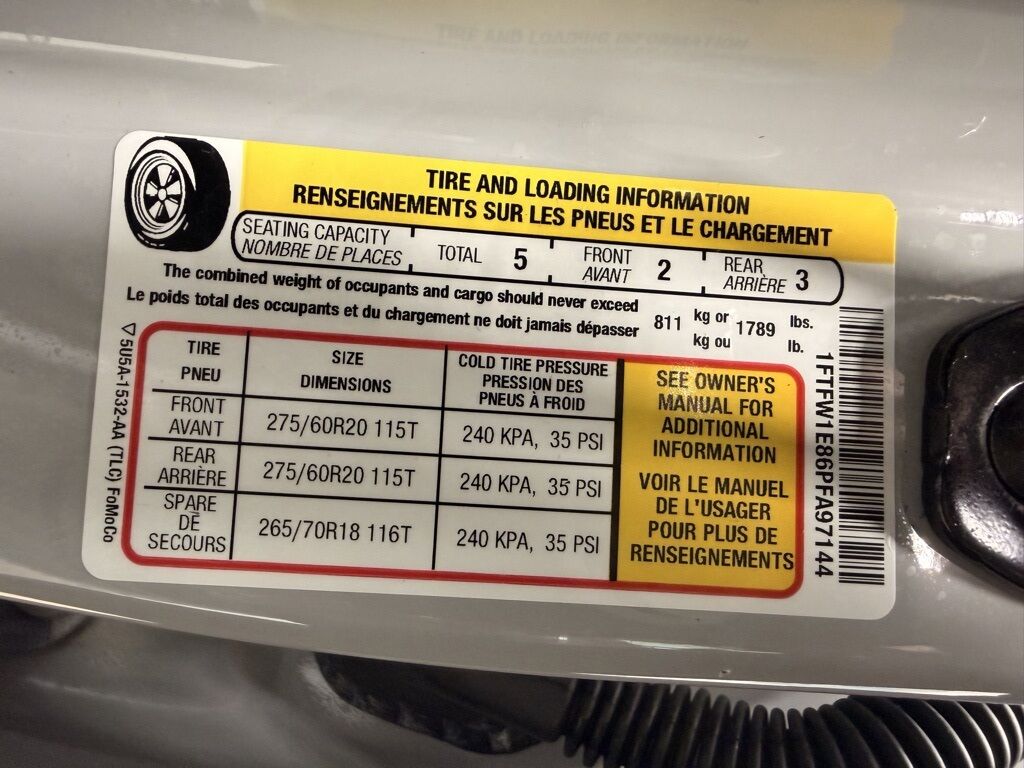 TIRE AND LOADING INFORMATION
RENSEIGNEMENTS SUR LES PNEUS ET LE CHARGEMENT
SEATING CAPACITY
NOMBRE DE PLACES
TOTAL 5
FRONT
AVANT 2
REAR
ARRIÈRE 3
The combined weight of occupants and cargo should never exceed
Le poids total des occupants et du chargement ne doit jamais dépasser
811 kg or 1789 lbs.
kg ou lb.
TIRE
PNEU
SIZE
DIMENSIONS
COLD TIRE PRESSURE
PRESSION DES
PNEUS À FROID
FRONT
AVANT
275/60R20 115T
240 KPA, 35 PSI
REAR
ARRIÈRE
275/60R20 115T
240 KPA, 35 PSI
SPARE
DE
SECOURS
265/70R18 116T
240 KPA, 35 PSI
SEE OWNER'S
MANUAL FOR
ADDITIONAL
INFORMATION
VOIR LE MANUEL
DE L'USAGER
POUR PLUS DE
RENSEIGNEMENTS
5U5A-1532-AA (TLC) FoMoCo
1FTFW1E86PFA97144
TIRE AND LOADING INFORMATION